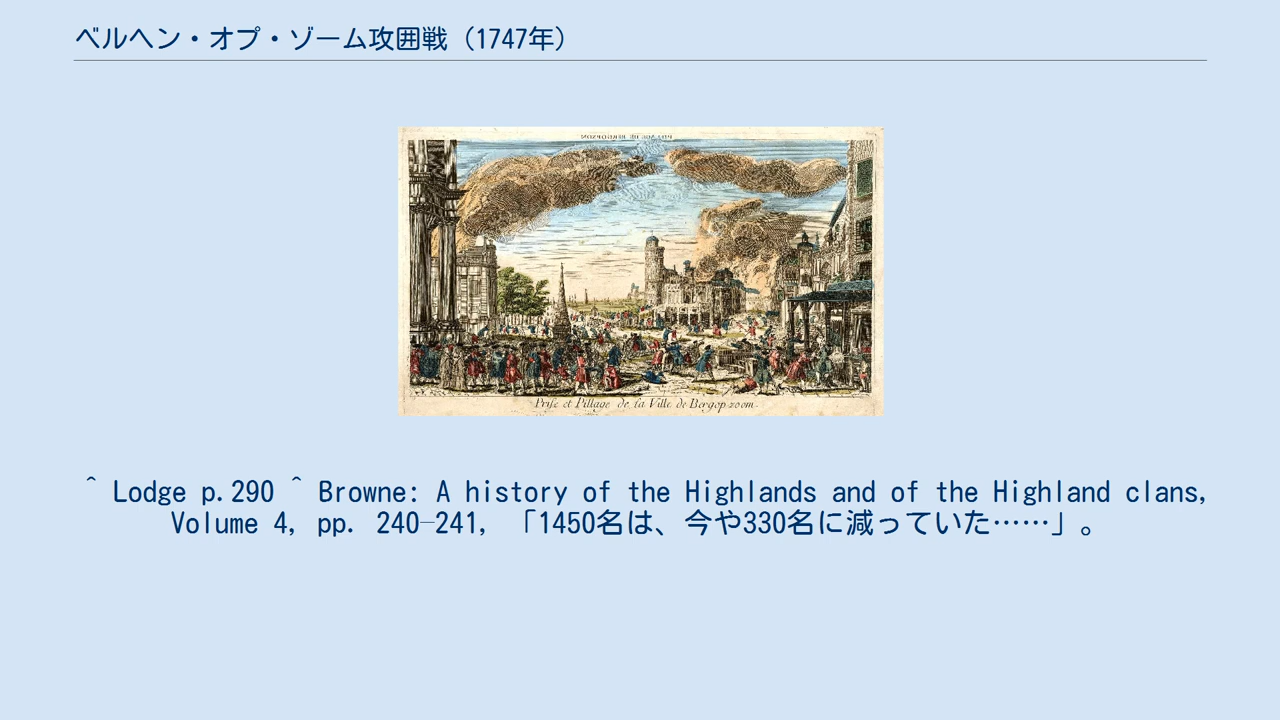 ベルヘン・オプ・ゾーム攻囲戦（1747年）
Prise et Pillage de la Ville de Bergop zoom.
^ Lodge p.290 ^ Browne: A history of the Highlands and of the Highland clans,
Volume 4, pp. 240–241, 「1450名は、今や330名に減っていた……」。